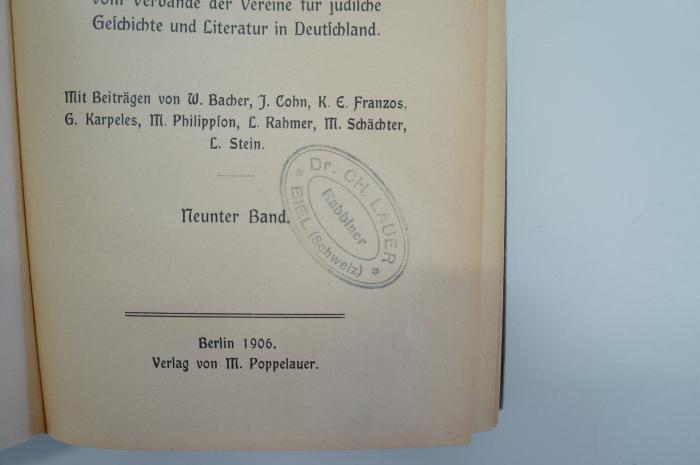 vom Verbande der Vereine für jüdiſche
Geſchichte und Literatur in Deutſchland.
Mit Beiträgen von W. Bacher, J. Cohn, K. E. Franzos,
G. Karpeles, M. Philippſon, L. Rahmer, M. Schächter,
L. Stein.
Neunter Band.
* Dr. CH. LAUER *
Rabbiner
BIEL (Schweiz)
Berlin 1906.
Verlag von M. Poppelauer.